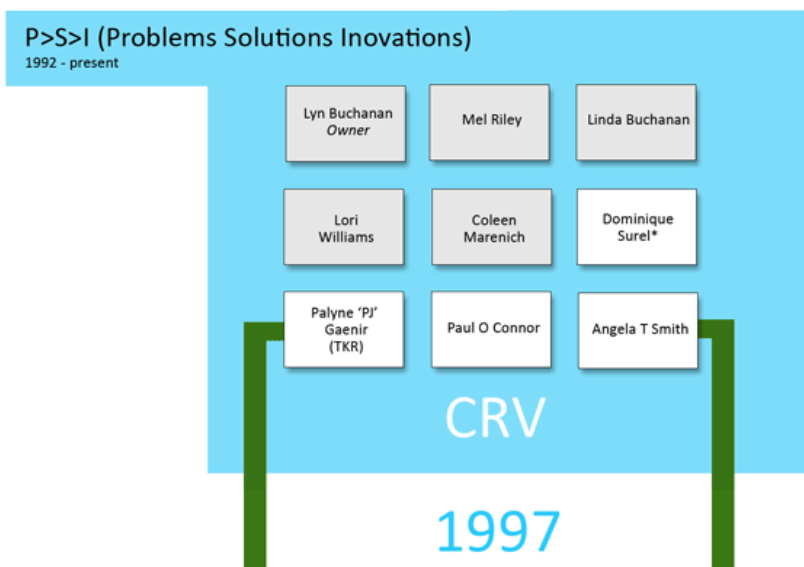 P>S>I (Problems Solutions Inovations)
1992 - present
Lyn Buchanan
Owner
Mel Riley
Linda Buchanan
Lori
Williams
Coleen
Marenich
Dominique
Surel*
Palyne ‘PJ’
Gaenir
(TKR)
Paul O Connor
Angela T Smith
CRV
1997